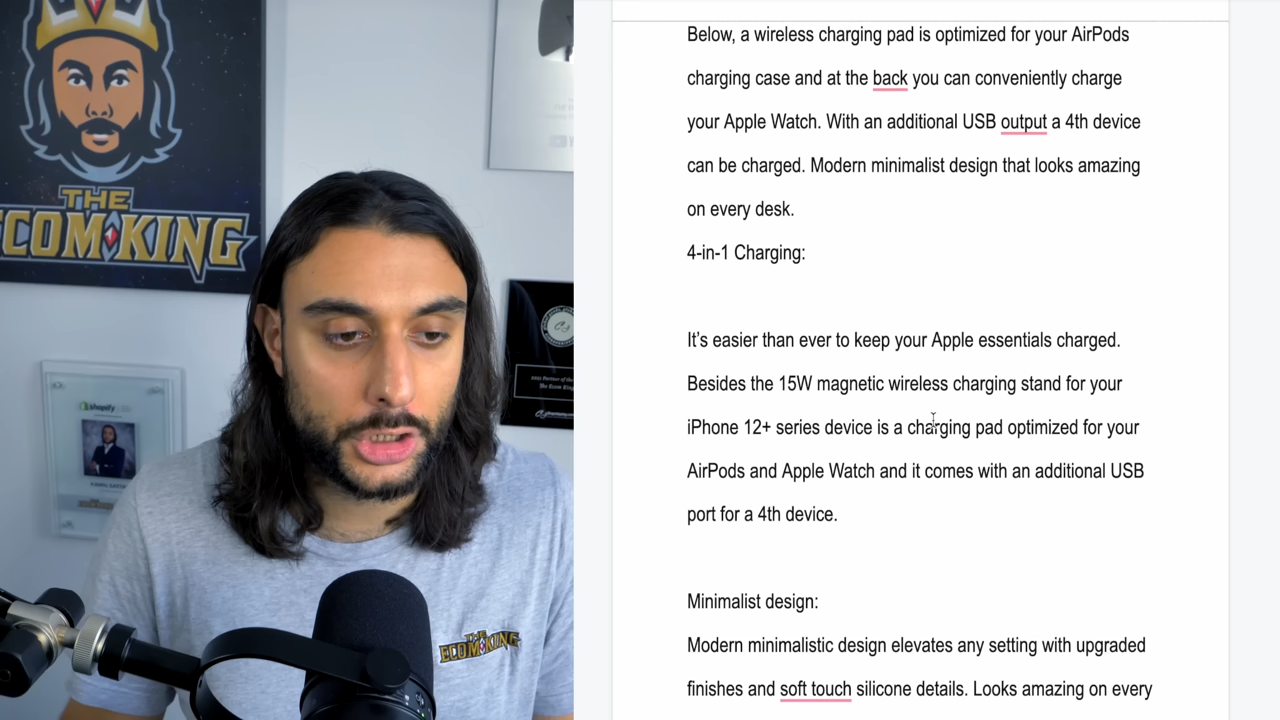 THE
ECOM KING
shopify
THE
ECOM KING
Below, a wireless charging pad is optimized for your AirPods
charging case and at the back you can conveniently charge
your Apple Watch. With an additional USB output a 4th device
can be charged. Modern minimalist design that looks amazing
on every desk.
4-in-1 Charging:
It’s easier than ever to keep your Apple essentials charged.
Besides the 15W magnetic wireless charging stand for your
iPhone 12+ series device is a charging pad optimized for your
AirPods and Apple Watch and it comes with an additional USB
port for a 4th device.
Minimalist design:
Modern minimalistic design elevates any setting with upgraded
finishes and soft touch silicone details. Looks amazing on every